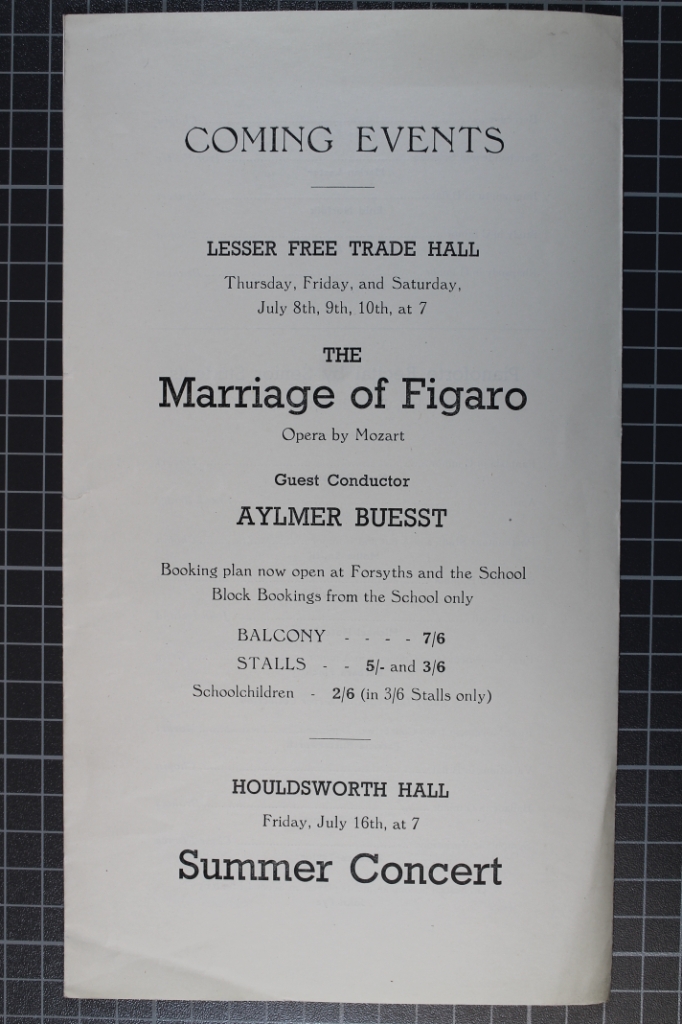 COMING EVENTS
LESSER FREE TRADE HALL
Thursday, Friday, and Saturday,
July 8th, 9th, 10th, at 7
THE
Marriage of Figaro
Opera by Mozart
Guest Conductor
AYLMER BUESST
Booking plan now open at Forsyths and the School
Block Bookings from the School only
BALCONY - - - - 7/6
STALLS - - 5/- and 3/6
Schoolchildren - 2/6 (in 3/6 Stalls only)
HOULDSWORTH HALL
Friday, July 16th, at 7
Summer Concert